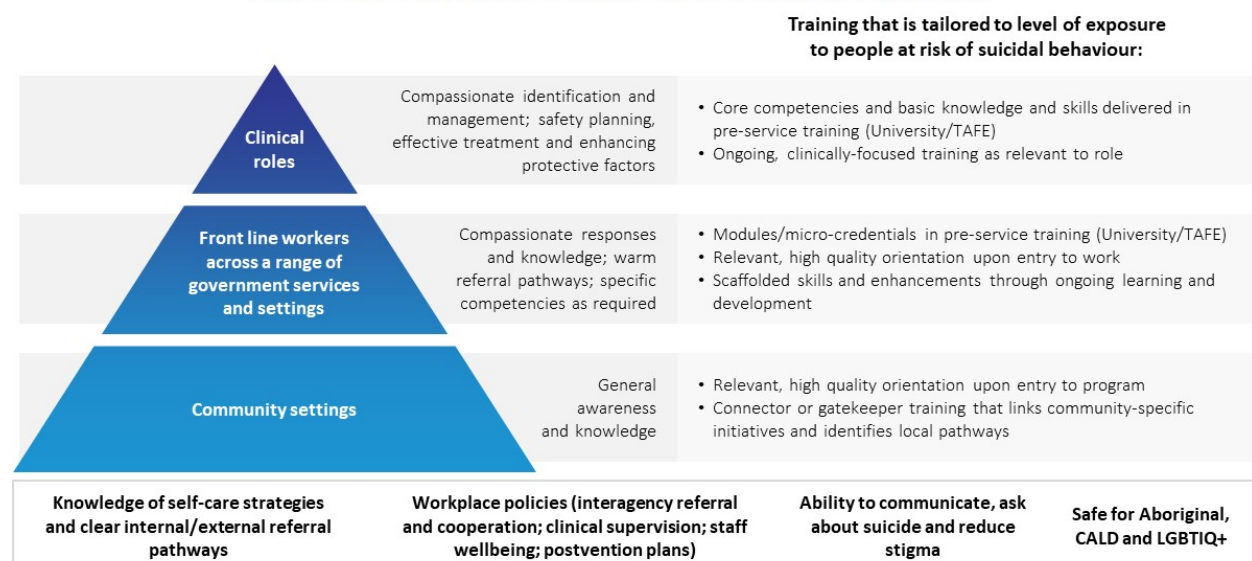 Training that is tailored to level of exposure
to people at risk of suicidal behaviour:
Clinical
roles
Compassionate identification and
management; safety planning,
effective treatment and enhancing
protective factors
• Core competencies and basic knowledge and skills delivered in
pre-service training (University/TAFE)
• Ongoing, clinically-focused training as relevant to role
Front line workers
across a range of
government services
and settings
Compassionate responses
and knowledge; warm
referral pathways; specific
competencies as required
• Modules/micro-credentials in pre-service training (University/TAFE)
• Relevant, high quality orientation upon entry to work
• Scaffolded skills and enhancements through ongoing learning and
development
Community settings
General
awareness
and knowledge
• Relevant, high quality orientation upon entry to program
• Connector or gatekeeper training that links community-specific
initiatives and identifies local pathways
Knowledge of self-care strategies
and clear internal/external referral
pathways
Workplace policies (interagency referral
and cooperation; clinical supervision; staff
wellbeing; postvention plans)
Ability to communicate, ask
about suicide and reduce
stigma
Safe for Aboriginal,
CALD and LGBTIQ+